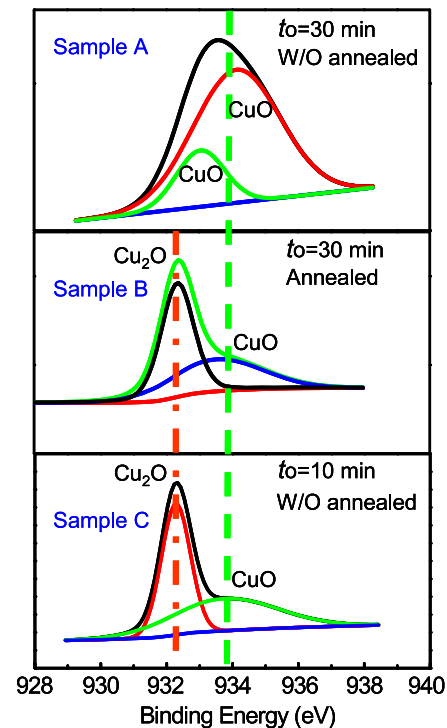 Sample A
to=30 min
W/O annealed
CuO
CuO
Cu₂O
to=30 min
Annealed
Sample B
CuO
Cu₂O
to=10 min
W/O annealed
Sample C
CuO
928 930 932 934 936 938 940
Binding Energy (eV)